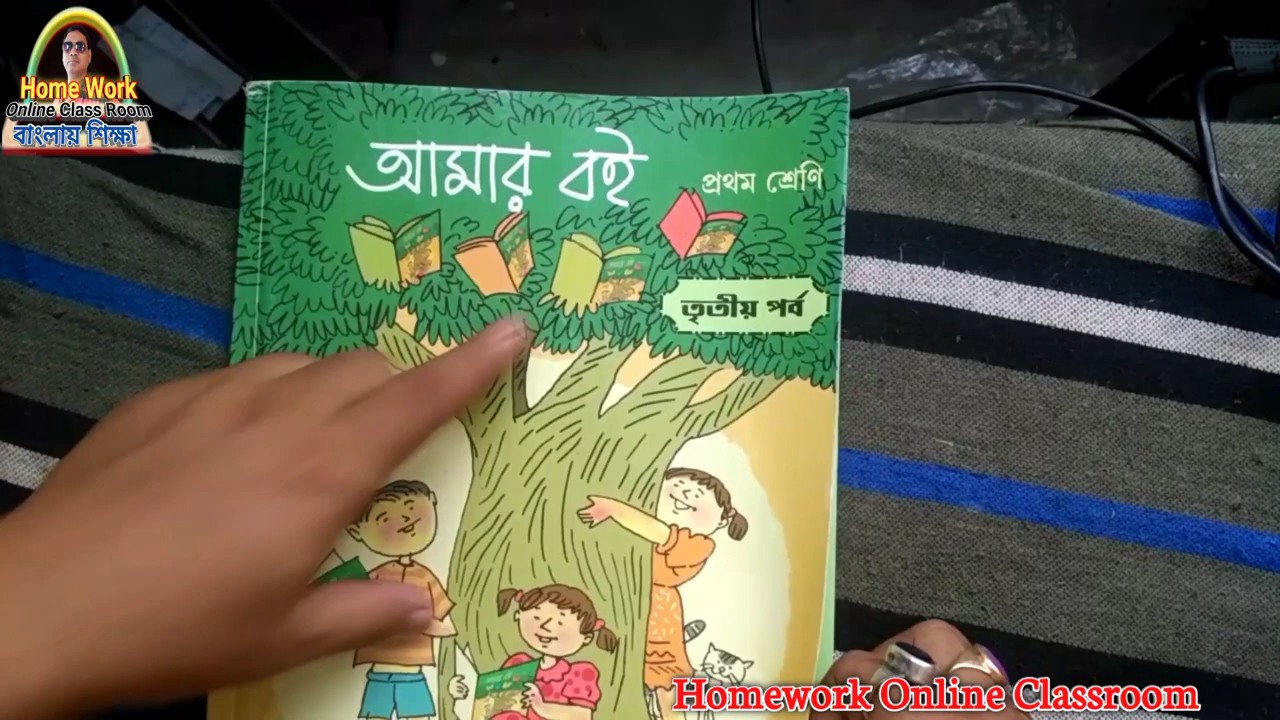 Home Work
Online Class Room
বাংলায় শিক্ষা
আমার বই
প্রথম শ্রেণি
তৃতীয় পর্ব
Homework Online Classroom